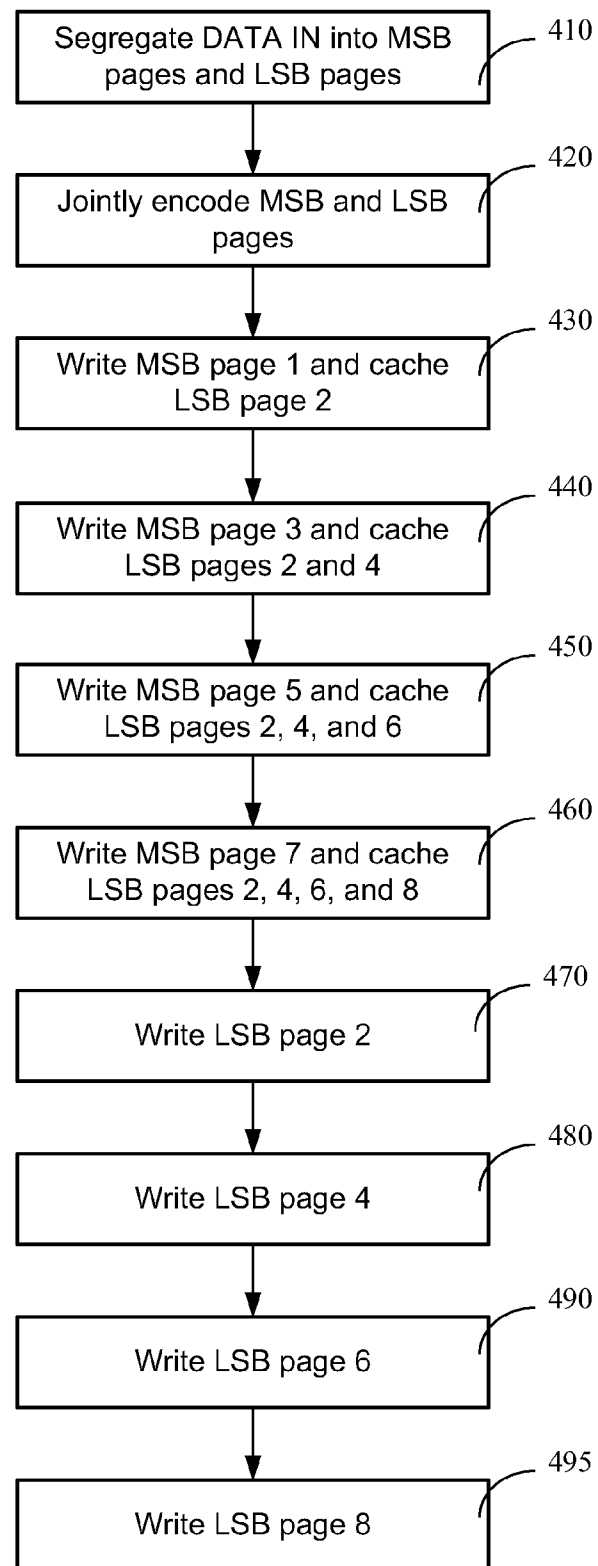 Segregate DATA IN into MSB
pages and LSB pages
410
Jointly encode MSB and LSB
pages
420
Write MSB page 1 and cache
LSB page 2
430
Write MSB page 3 and cache
LSB pages 2 and 4
440
Write MSB page 5 and cache
LSB pages 2, 4, and 6
450
Write MSB page 7 and cache
LSB pages 2, 4, 6, and 8
460
Write LSB page 2
470
Write LSB page 4
480
Write LSB page 6
490
Write LSB page 8
495